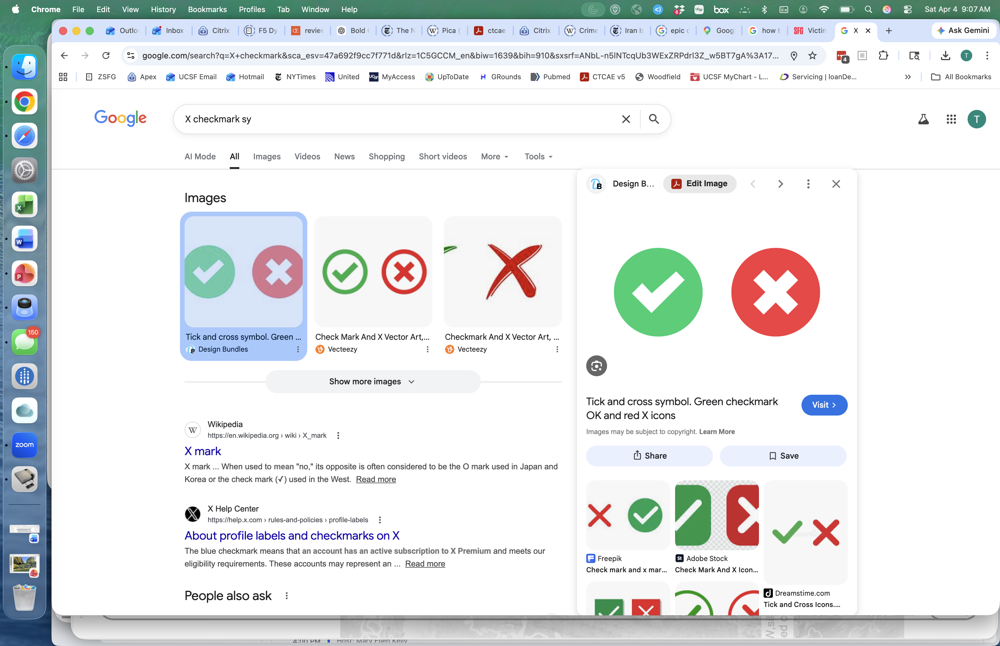 Chrome File Edit View History Bookmarks Profiles Tab Window Help
6 UCSF box Sat Apr 4 9:07 AM
Outlo Inbox Citrix F5 Dy review Bold The N Pica ( ctcae Citrix Crime Iran Is epic Goog how t Victim X Ask Gemini
google.com/search?q=X+checkmark&sca_esv=47a692f9cc7f771d&rlz=1C5GCCM_en&biw=1639&bih=910&sxsrf=ANbL-n5lNTcqUb3WExZRPdrI3Z_w5BT7gA%3A17... 4 T
ZSFG Apex UCSF Email Hotmail NYTimes United MyAccess UpToDate GRounds Pubmed CTCAE v5 Woodfield UCSF MyChart - L... Servicing | loanDe... All Bookmarks
Google
X checkmark sy
T
AI Mode All Images Videos News Shopping Short videos More Tools
Images
Tick and cross symbol. Green ...
Design Bundles
Check Mark And X Vector Art,...
Vecteezy
Checkmark And X Vector Art, ...
Vecteezy
Show more images
Wikipedia
https://en.wikipedia.org › wiki › X_mark
X mark
X mark ... When used to mean "no," its opposite is often considered to be the O mark used in Japan and
Korea or the check mark (✓) used in the West. Read more
X Help Center
https://help.x.com › rules-and-policies › profile-labels
About profile labels and checkmarks on X
The blue checkmark means that an account has an active subscription to X Premium and meets our
eligibility requirements. These accounts may represent an ... Read more
People also ask
Design B...
Edit Image
Tick and cross symbol. Green checkmark
OK and red X icons
Visit
Images may be subject to copyright. Learn More
Share
Save
Freepik
Check mark and x mar...
Adobe Stock
Check Mark And X Icon...
Dreamstime.com
Tick and Cross Icons....
150
zoom
4:00 PM Host: Mary Ellen Kelly